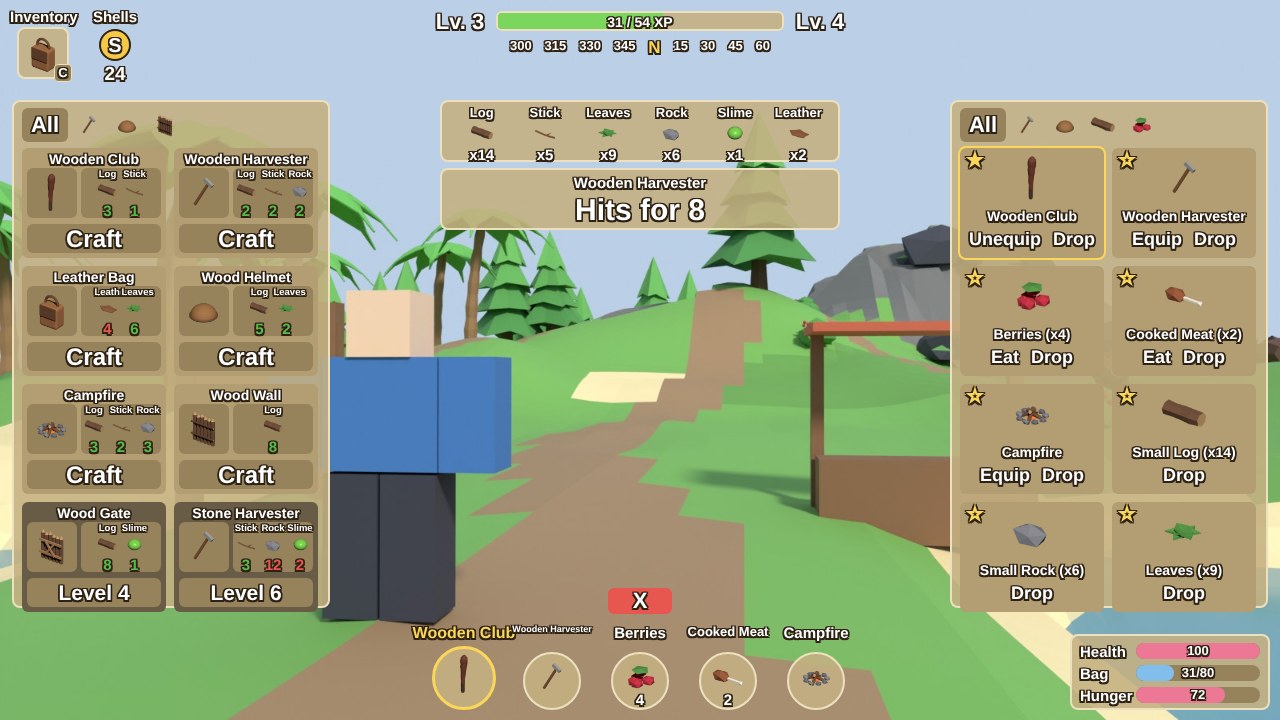 Inventory
Shells
C
S
24
Lv. 3
31 / 54 XP
Lv. 4
300 315 330 345 N 15 30 45 60
All
Wooden Club
Log Stick
3 1
Craft
Wooden Harvester
Log Stick Rock
2 2 2
Craft
Leather Bag
Leath Leaves
4 6
Craft
Wood Helmet
Log Leaves
5 2
Craft
Campfire
Log Stick Rock
3 2 3
Craft
Wood Wall
Log
8
Craft
Wood Gate
Log Slime
8 1
Level 4
Stone Harvester
Stick Rock Slime
3 12 2
Level 6
Log Stick Leaves Rock Slime Leather
x14 x5 x9 x6 x1 x2
Wooden Harvester
Hits for 8
All
Wooden Club
Unequip Drop
Wooden Harvester
Equip Drop
Berries (x4)
Eat Drop
Cooked Meat (x2)
Eat Drop
Campfire
Equip Drop
Small Log (x14)
Drop
Small Rock (x6)
Drop
Leaves (x9)
Drop
X
Wooden Club
Wooden Harvester
Berries
4
Cooked Meat
2
Campfire
Health 100
Bag 31/80
Hunger 72